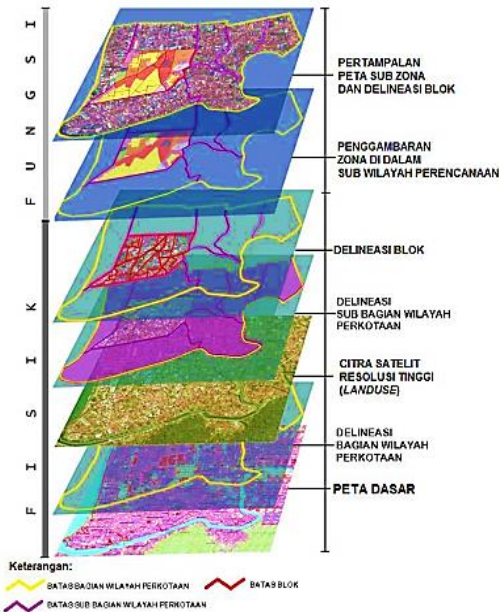 F U N G S I
F I S I K
PERTAMPALAN
PETA SUB ZONA
DAN DELINEASI BLOK
PENGGAMBARAN
ZONA DI DALAM
SUB WILAYAH PERENCANAAN
DELINEASI BLOK
DELINEASI
SUB BAGIAN WILAYAH
PERKOTAAN
CITRA SATELIT
RESOLUSI TINGGI
(LANDUSE)
DELINEASI
BAGIAN WILAYAH
PERKOTAAN
PETA DASAR
Keterangan:
BATAS BAGIAN WILAYAH PERKOTAAN
BATAS BLOK
BATAS SUB BAGIAN WILAYAH PERKOTAAN